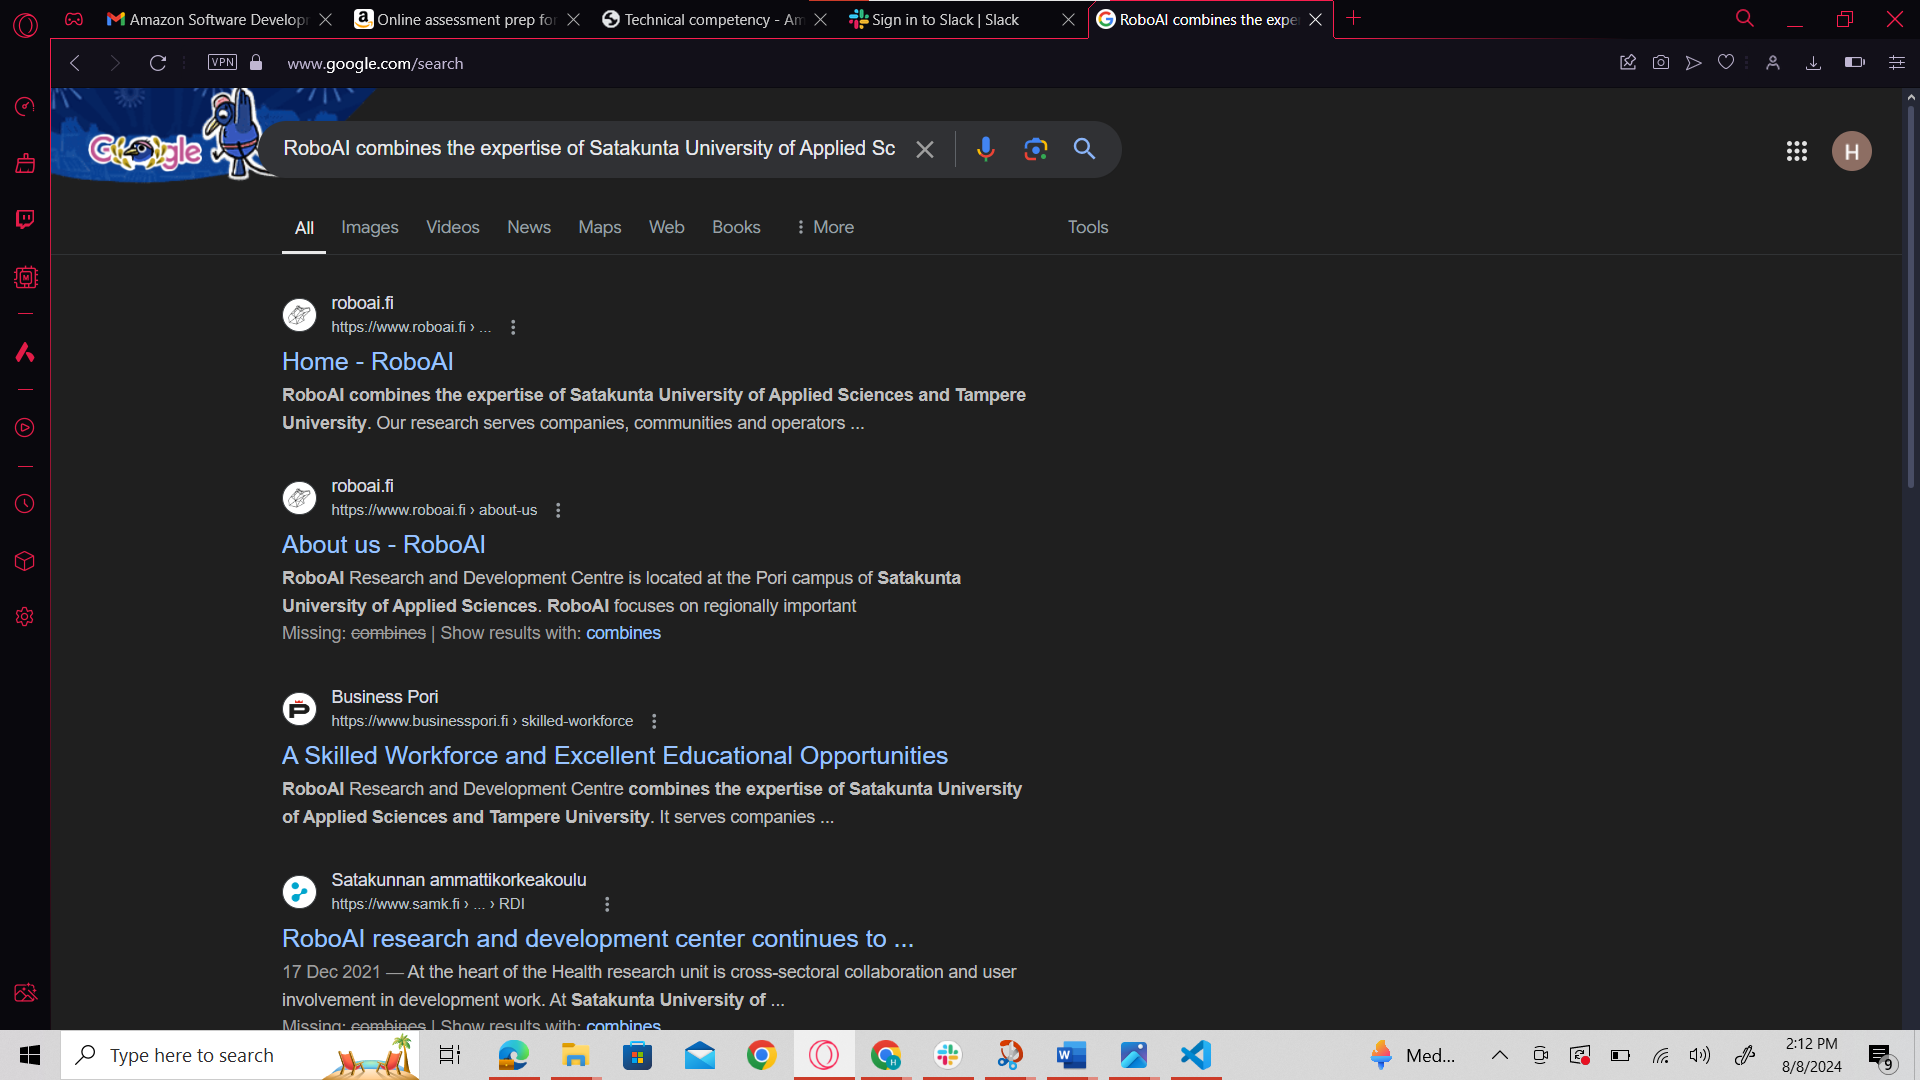 Amazon Software Develop
Online assessment prep for
Technical competency - Am
Sign in to Slack | Slack
RoboAI combines the expe
VPN
www.google.com/search
Google
RoboAI combines the expertise of Satakunta University of Applied Sc
H
All Images Videos News Maps Web Books More Tools
roboai.fi
https://www.roboai.fi › ...
Home - RoboAI
RoboAI combines the expertise of Satakunta University of Applied Sciences and Tampere
University. Our research serves companies, communities and operators ...
roboai.fi
https://www.roboai.fi › about-us
About us - RoboAI
RoboAI Research and Development Centre is located at the Pori campus of Satakunta
University of Applied Sciences. RoboAI focuses on regionally important
Missing: combines | Show results with: combines
Business Pori
https://www.businesspori.fi › skilled-workforce
A Skilled Workforce and Excellent Educational Opportunities
RoboAI Research and Development Centre combines the expertise of Satakunta University
of Applied Sciences and Tampere University. It serves companies ...
Satakunnan ammattikorkeakoulu
https://www.samk.fi › ... › RDI
RoboAI research and development center continues to ...
17 Dec 2021 — At the heart of the Health research unit is cross-sectoral collaboration and user
involvement in development work. At Satakunta University of ...
Missing: combines | Show results with: combines
Type here to search
Med...
2:12 PM
8/8/2024
9